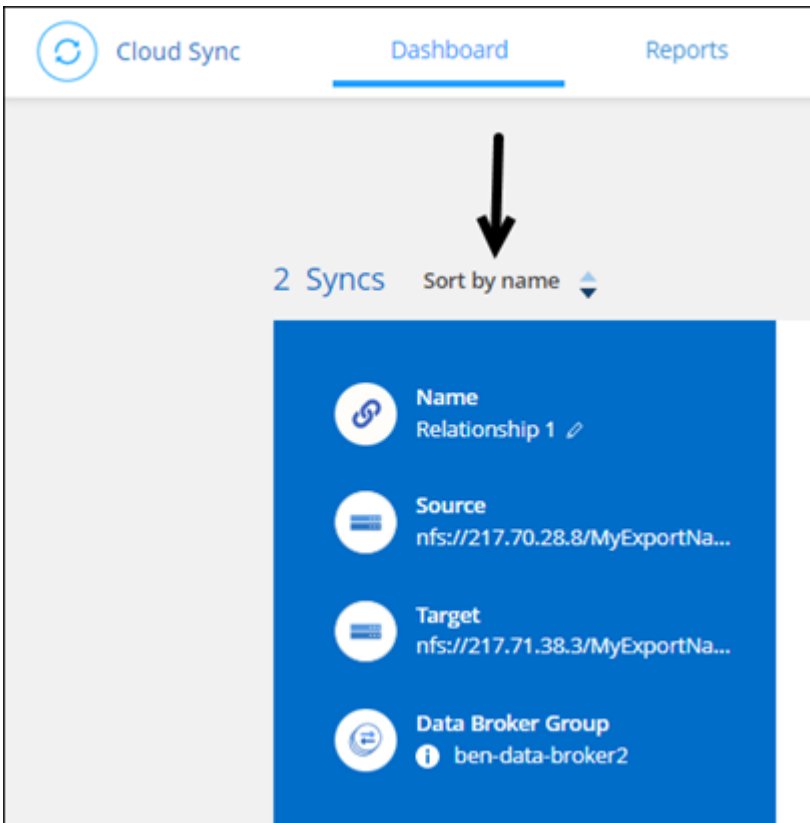 Cloud Sync Dashboard Reports
2 Syncs Sort by name
Name
Relationship 1
Source
nfs://217.70.28.8/MyExportNa...
Target
nfs://217.71.38.3/MyExportNa...
Data Broker Group
ben-data-broker2